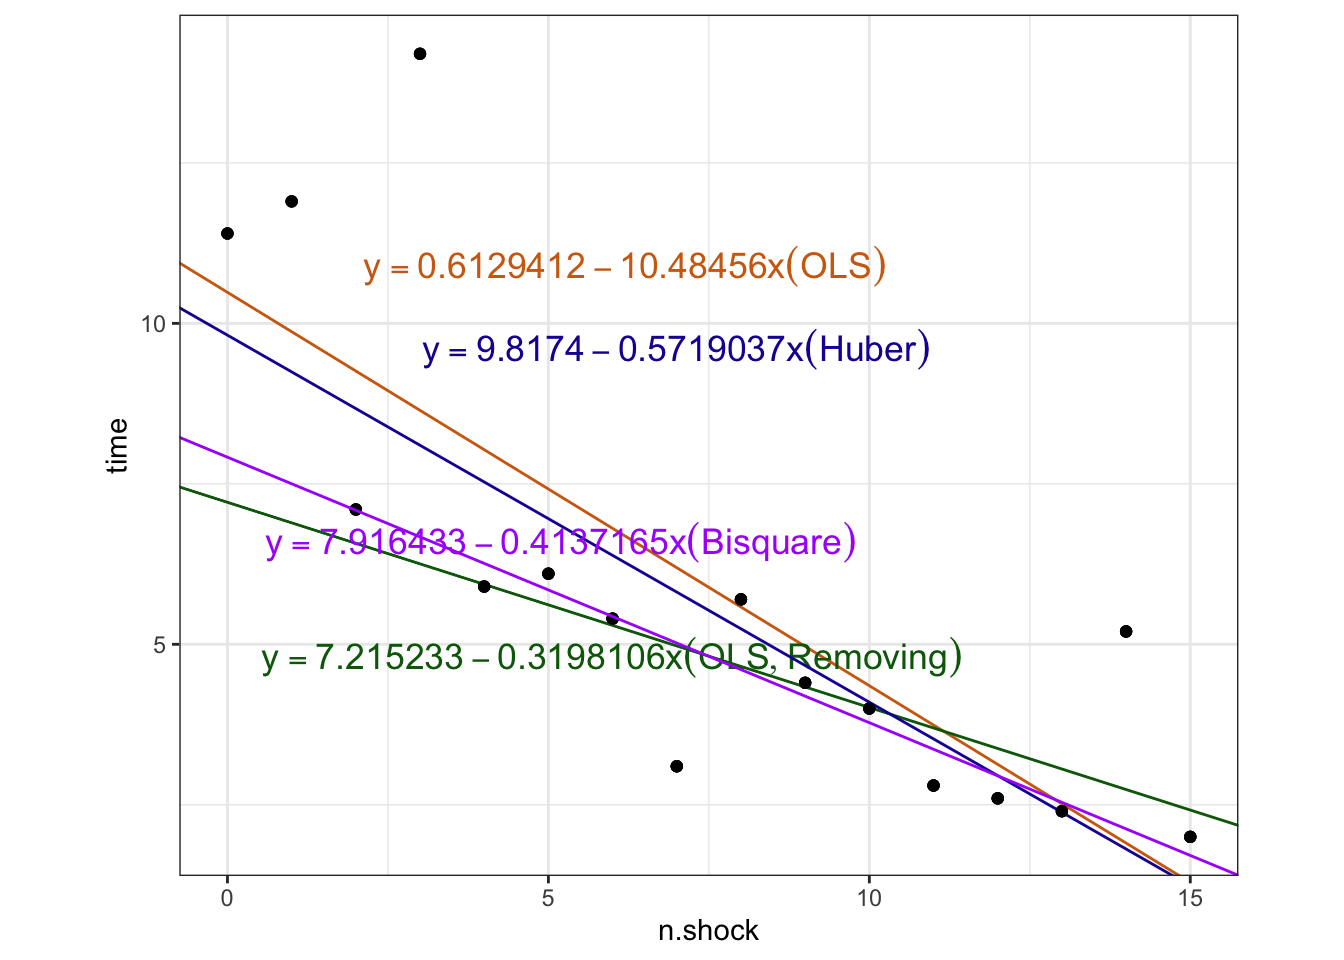 y = 0.6129412 − 10.48456x(OLS)
10
y = 9.8174 − 0.5719037x(Huber)
time
y = 7.916433 − 0.4137165x(Bisquare)
5
y = 7.215233 − 0.3198106x(OLS, Removing)
0 5 10 15
n.shock